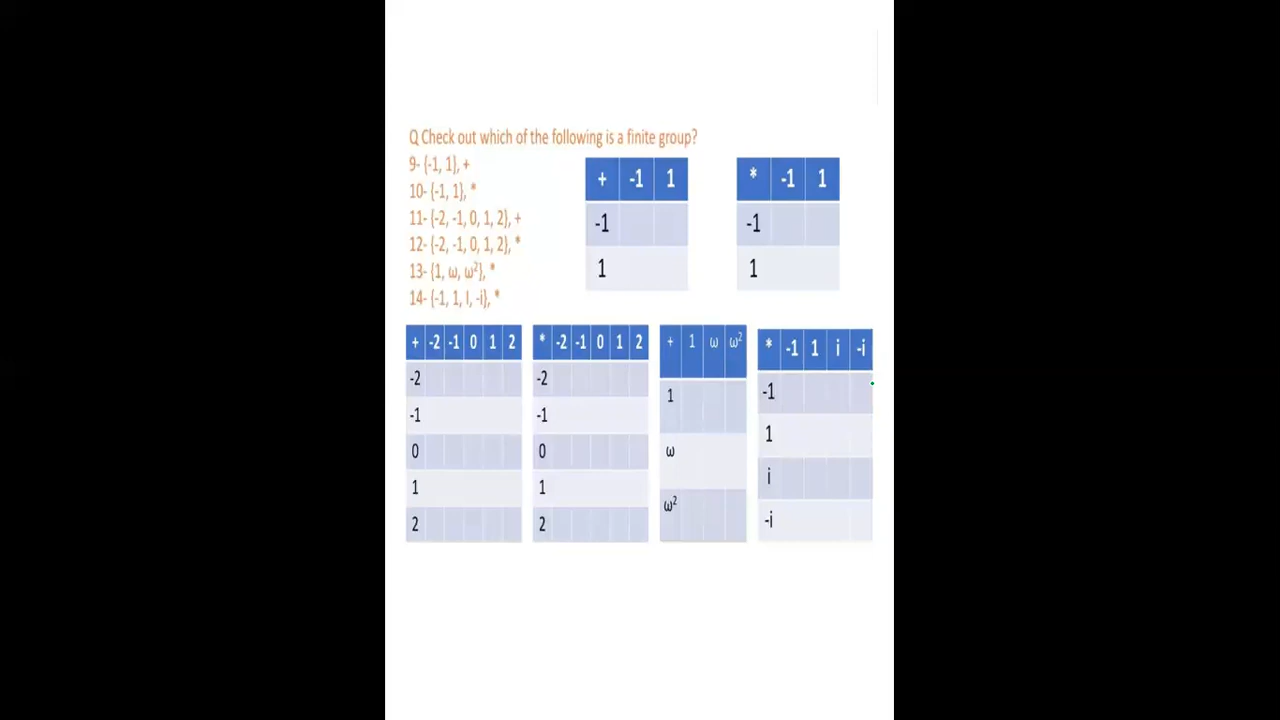 Q Check out which of the following is a finite group?
9- {-1, 1}, +
10- {-1, 1}, *
11- {-2, -1, 0, 1, 2}, +
12- {-2, -1, 0, 1, 2}, *
13- {1, ω, ω²}, *
14- {-1, 1, I, -i}, *
+ -1 1
-1
1
* -1 1
-1
1
+ -2 -1 0 1 2
-2
-1
0
1
2
* -2 -1 0 1 2
-2
-1
0
1
2
+ 1 ω ω²
1
ω
ω²
* -1 1 i -i
-1
1
i
-i